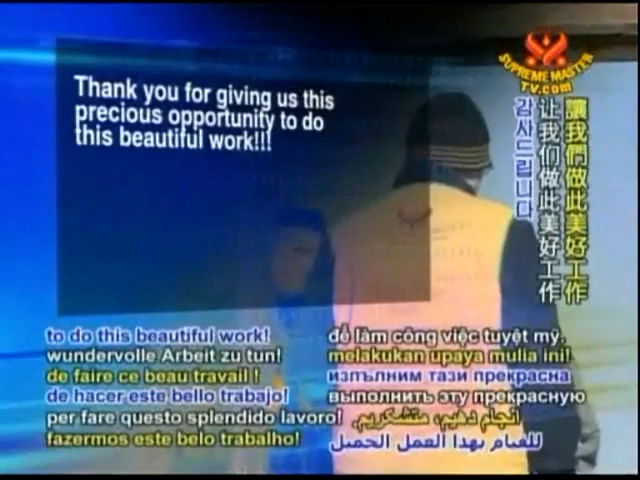 Thank you for giving us this
precious opportunity to do
this beautiful work!!!
SUPREME MASTER
TV.com
讓我們做此美好工作
让我们做此美好工作
감사드립니다
to do this beautiful work!
wundervolle Arbeit zu tun!
de faire ce beau travail !
de hacer este bello trabajo!
per fare questo splendido lavoro!
fazermos este belo trabalho!
để làm công việc tuyệt mỹ.
melakukan upaya mulia ini!
изпълним тази прекрасна
выполнить эту прекрасную
انجام دهیم، متشکریم.
للقيام بهذا العمل الجميل